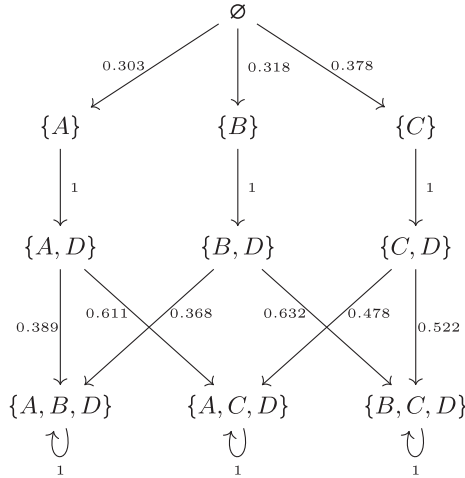 ∅
0.303 0.318 0.378
{A} {B} {C}
1 1 1
{A, D} {B, D} {C, D}
0.389 0.611 0.368 0.632 0.478 0.522
{A, B, D} {A, C, D} {B, C, D}
1 1 1